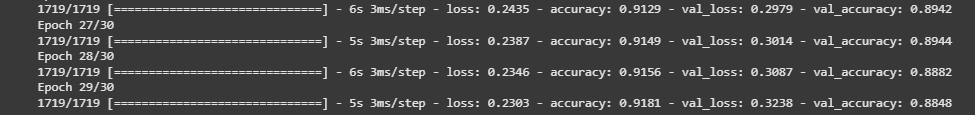 1719/1719 [==============================] - 6s 3ms/step - loss: 0.2435 - accuracy: 0.9129 - val_loss: 0.2979 - val_accuracy: 0.8942
Epoch 27/30
1719/1719 [==============================] - 5s 3ms/step - loss: 0.2387 - accuracy: 0.9149 - val_loss: 0.3014 - val_accuracy: 0.8944
Epoch 28/30
1719/1719 [==============================] - 6s 3ms/step - loss: 0.2346 - accuracy: 0.9156 - val_loss: 0.3087 - val_accuracy: 0.8882
Epoch 29/30
1719/1719 [==============================] - 5s 3ms/step - loss: 0.2303 - accuracy: 0.9181 - val_loss: 0.3238 - val_accuracy: 0.8848